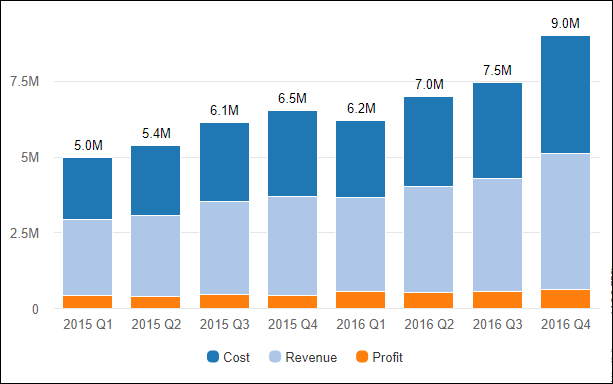 9.0M
7.5M
7.0M
6.5M
6.2M
6.1M
5.4M
5.0M
7.5M
5M
2.5M
0
2015 Q1 2015 Q2 2015 Q3 2015 Q4 2016 Q1 2016 Q2 2016 Q3 2016 Q4
Cost Revenue Profit